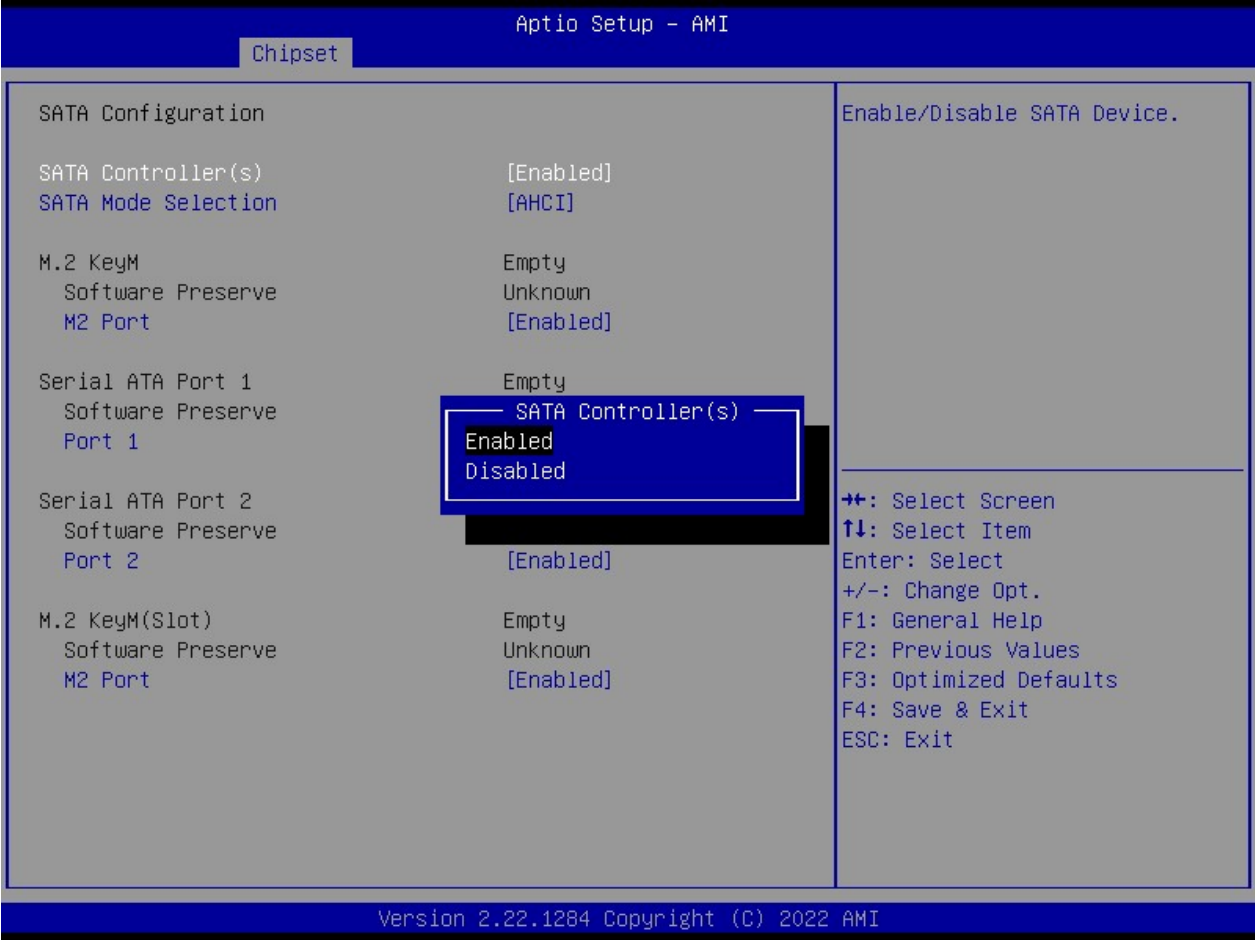 Aptio Setup – AMI
Chipset
SATA Configuration
Enable/Disable SATA Device.
SATA Controller(s) [Enabled]
SATA Mode Selection [AHCI]
M.2 KeyM Empty
Software Preserve Unknown
M2 Port [Enabled]
Serial ATA Port 1 Empty
Software Preserve
Port 1
SATA Controller(s)
Enabled
Disabled
Serial ATA Port 2
Software Preserve
Port 2 [Enabled]
M.2 KeyM(Slot) Empty
Software Preserve Unknown
M2 Port [Enabled]
→←: Select Screen
↑↓: Select Item
Enter: Select
+/-: Change Opt.
F1: General Help
F2: Previous Values
F3: Optimized Defaults
F4: Save & Exit
ESC: Exit
Version 2.22.1284 Copyright (C) 2022 AMI